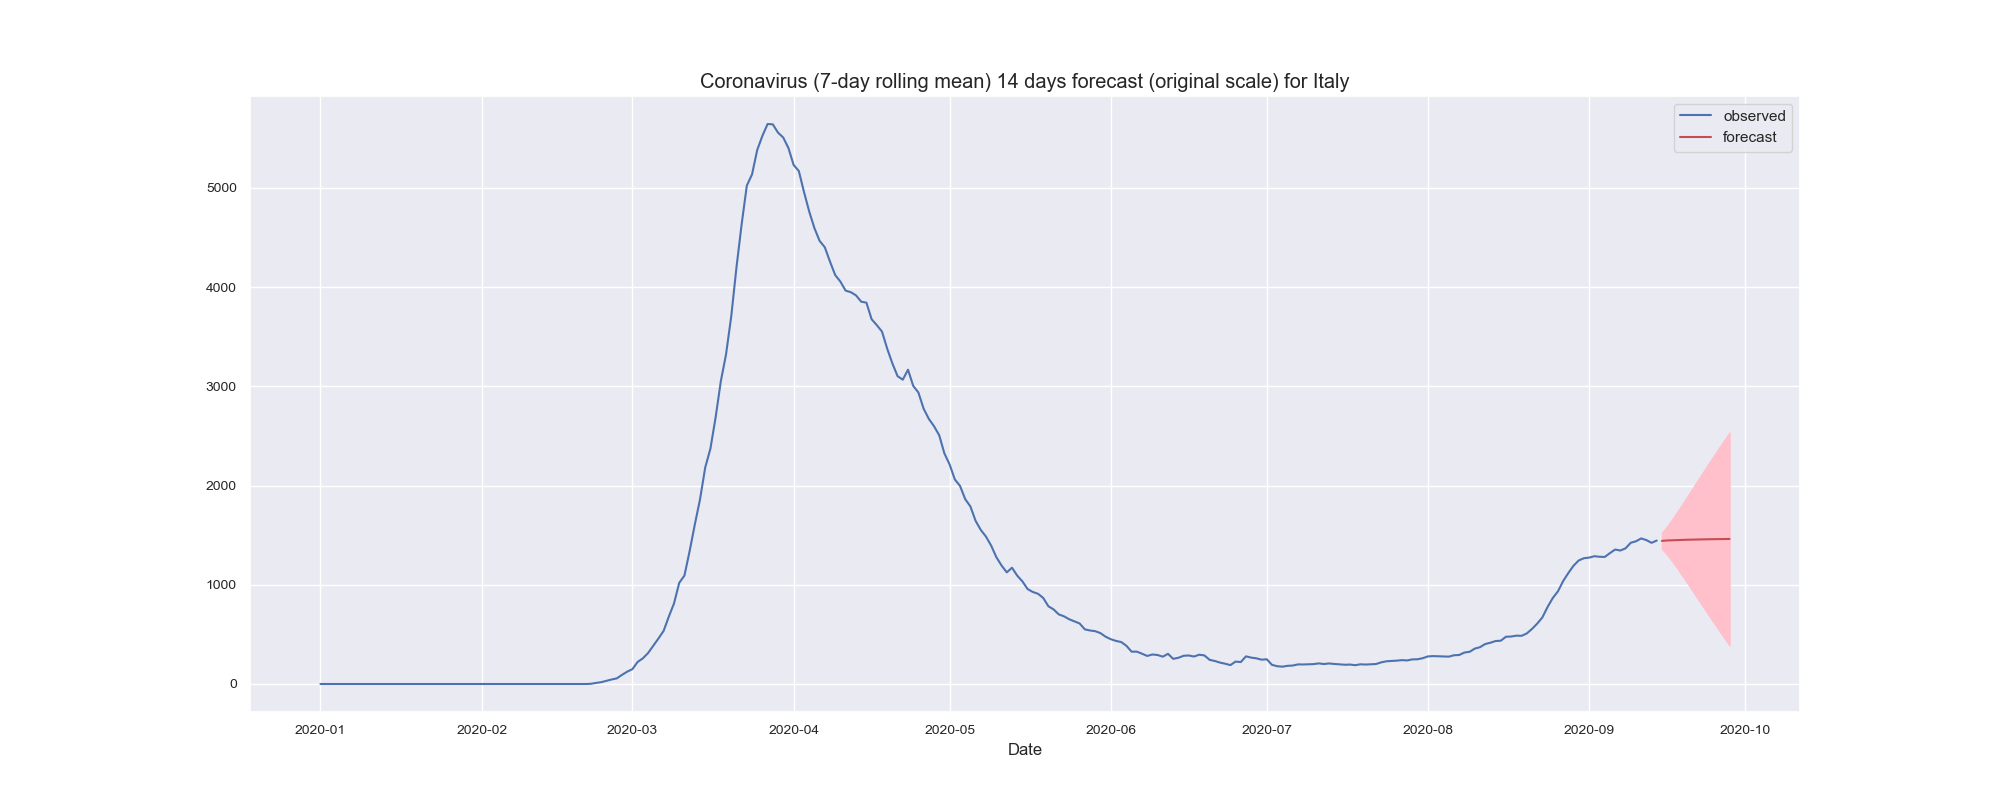 Coronavirus (7-day rolling mean) 14 days forecast (original scale) for Italy
observed
forecast
5000
4000
3000
2000
1000
0
2020-01 2020-02 2020-03 2020-04 2020-05 2020-06 2020-07 2020-08 2020-09 2020-10
Date